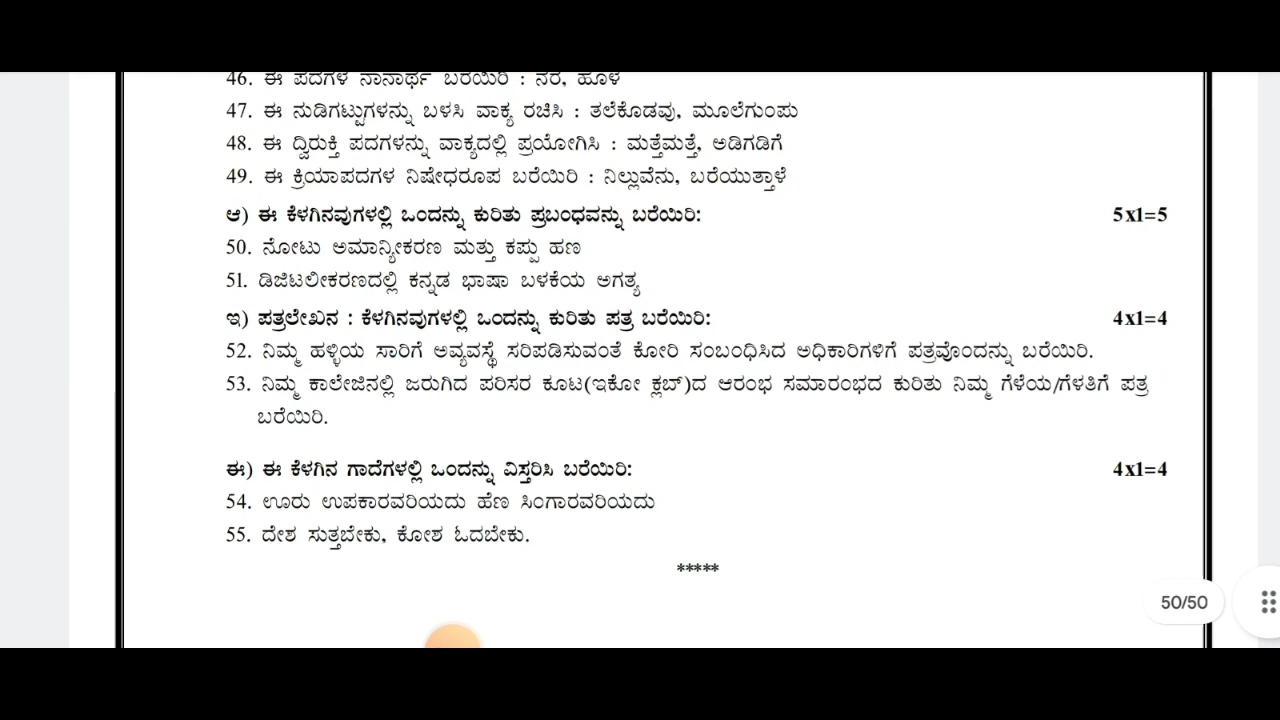 46. ಈ ಪದಗಳ ನಾನಾರ್ಥ ಬರೆಯಿರಿ : ನರ, ಹೂಳ
47. ಈ ನುಡಿಗಟ್ಟುಗಳನ್ನು ಬಳಸಿ ವಾಕ್ಯ ರಚಿಸಿ : ತಲೆಕೊಡವು, ಮೂಲೆಗುಂಪು
48. ಈ ದ್ವಿರುಕ್ತಿ ಪದಗಳನ್ನು ವಾಕ್ಯದಲ್ಲಿ ಪ್ರಯೋಗಿಸಿ : ಮತ್ತೆಮತ್ತೆ, ಅಡಿಗಡಿಗೆ
49. ಈ ಕ್ರಿಯಾಪದಗಳ ನಿಷೇಧರೂಪ ಬರೆಯಿರಿ : ನಿಲ್ಲುವೆನು, ಬರೆಯುತ್ತಾಳೆ
ಆ) ಈ ಕೆಳಗಿನವುಗಳಲ್ಲಿ ಒಂದನ್ನು ಕುರಿತು ಪ್ರಬಂಧವನ್ನು ಬರೆಯಿರಿ: 5x1=5
50. ನೋಟು ಅಮಾನ್ಯೀಕರಣ ಮತ್ತು ಕಪ್ಪು ಹಣ
51. ಡಿಜಿಟಲೀಕರಣದಲ್ಲಿ ಕನ್ನಡ ಭಾಷಾ ಬಳಕೆಯ ಅಗತ್ಯ
ಇ) ಪತ್ರಲೇಖನ : ಕೆಳಗಿನವುಗಳಲ್ಲಿ ಒಂದನ್ನು ಕುರಿತು ಪತ್ರ ಬರೆಯಿರಿ: 4x1=4
52. ನಿಮ್ಮ ಹಳ್ಳಿಯ ಸಾರಿಗೆ ಅವ್ಯವಸ್ಥೆ ಸರಿಪಡಿಸುವಂತೆ ಕೋರಿ ಸಂಬಂಧಿಸಿದ ಅಧಿಕಾರಿಗಳಿಗೆ ಪತ್ರವೊಂದನ್ನು ಬರೆಯಿರಿ.
53. ನಿಮ್ಮ ಕಾಲೇಜಿನಲ್ಲಿ ಜರುಗಿದ ಪರಿಸರ ಕೂಟ(ಇಕೋ ಕ್ಲಬ್)ದ ಆರಂಭ ಸಮಾರಂಭದ ಕುರಿತು ನಿಮ್ಮ ಗೆಳೆಯ/ಗೆಳತಿಗೆ ಪತ್ರ
ಬರೆಯಿರಿ.
ಈ) ಈ ಕೆಳಗಿನ ಗಾದೆಗಳಲ್ಲಿ ಒಂದನ್ನು ವಿಸ್ತರಿಸಿ ಬರೆಯಿರಿ: 4x1=4
54. ಊರು ಉಪಕಾರವರಿಯದು ಹೆಣ ಸಿಂಗಾರವರಿಯದು
55. ದೇಶ ಸುತ್ತಬೇಕು, ಕೋಶ ಓದಬೇಕು.
*****
50/50